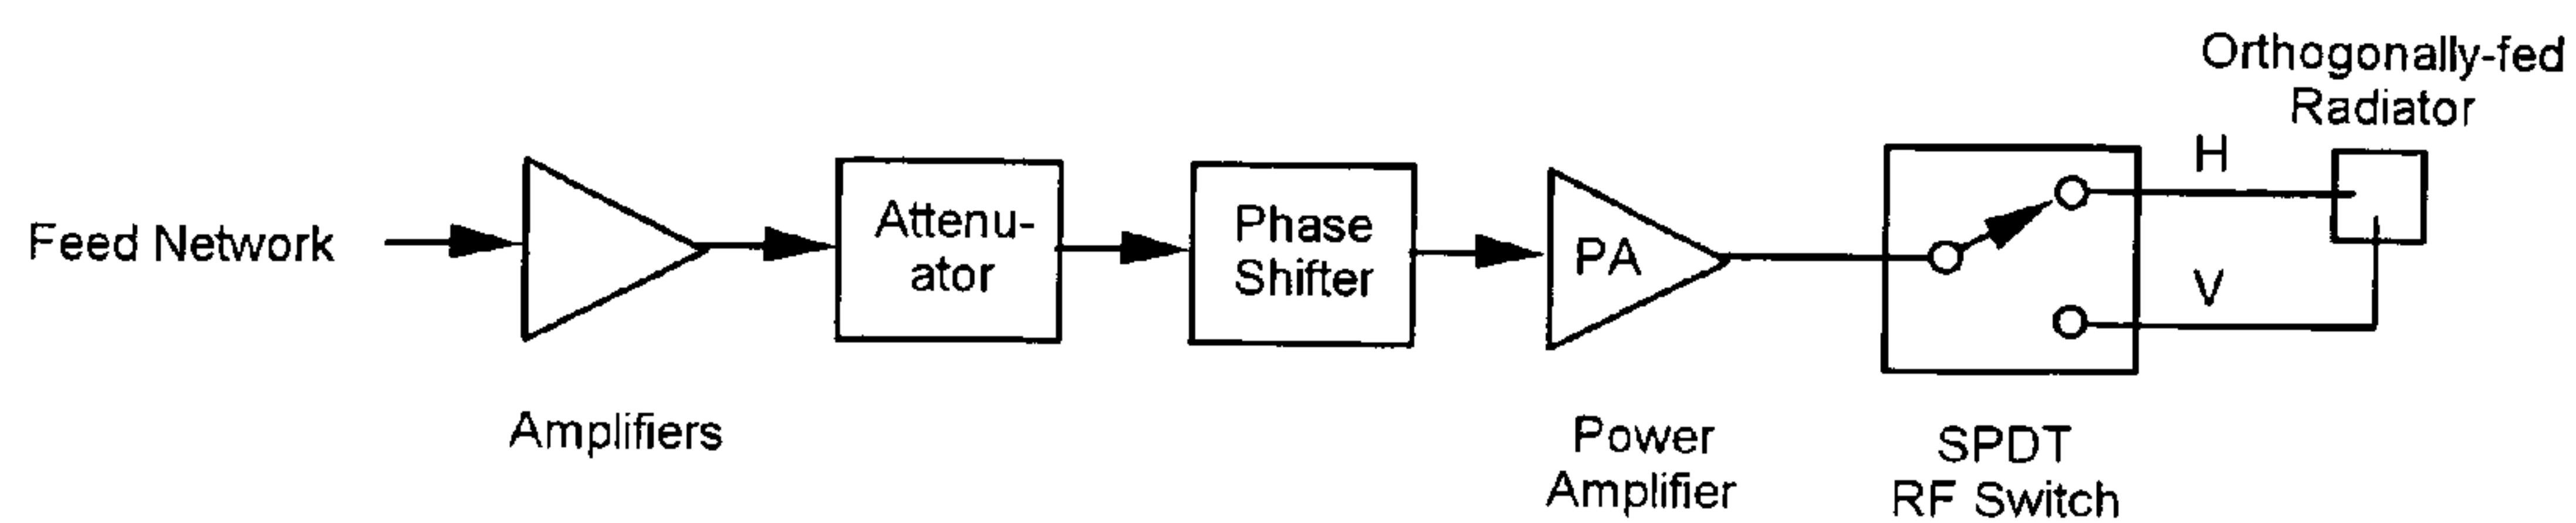 Orthogonally-fed
Radiator
H
Feed Network
Attenu-
ator
Phase
Shifter
PA
V
Amplifiers
Power
Amplifier
SPDT
RF Switch